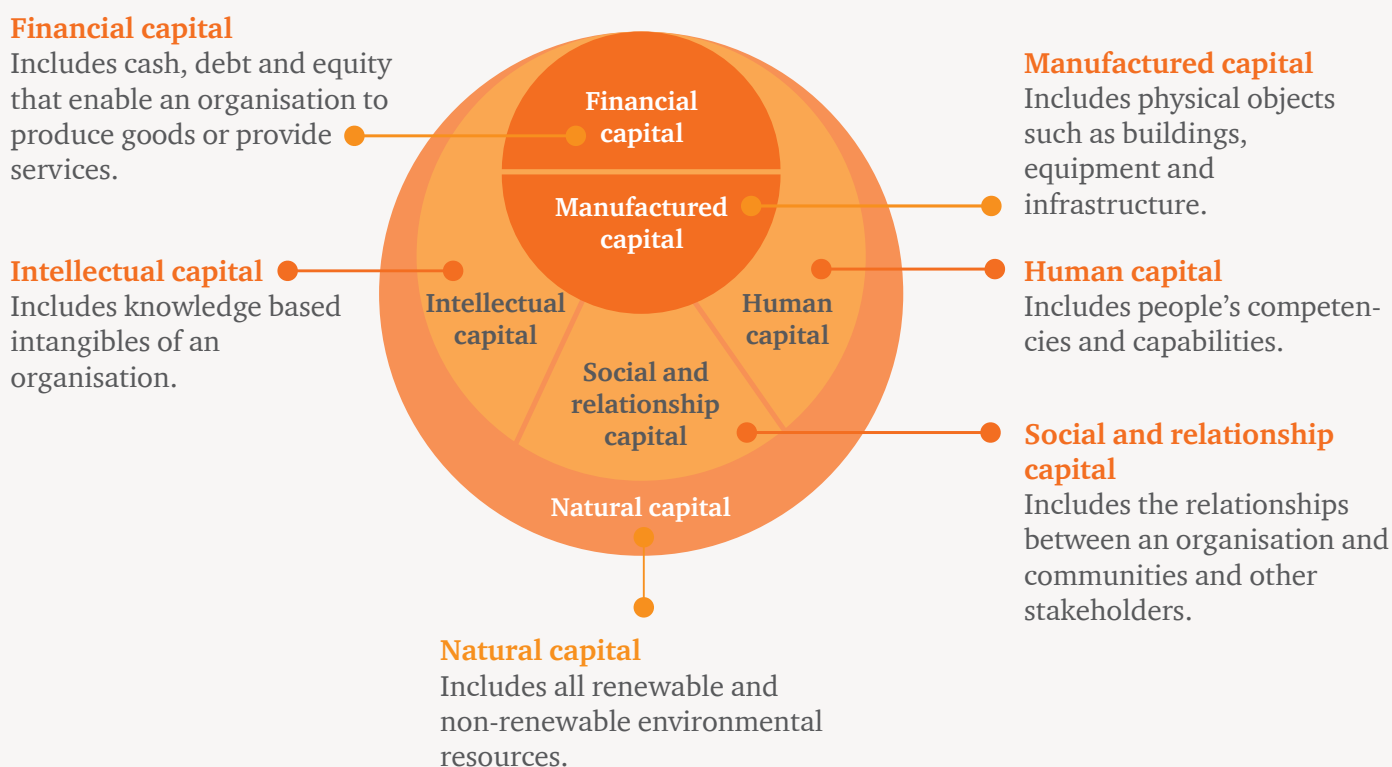 Financial capital
Includes cash, debt and equity
that enable an organisation to
produce goods or provide
services.
Intellectual capital
Includes knowledge based
intangibles of an
organisation.
Financial
capital
Manufactured
capital
Intellectual
capital
Human
capital
Social and
relationship
capital
Natural capital
Manufactured capital
Includes physical objects
such as buildings,
equipment and
infrastructure.
Human capital
Includes people’s competen-
cies and capabilities.
Social and relationship
capital
Includes the relationships
between an organisation and
communities and other
stakeholders.
Natural capital
Includes all renewable and
non-renewable environmental
resources.